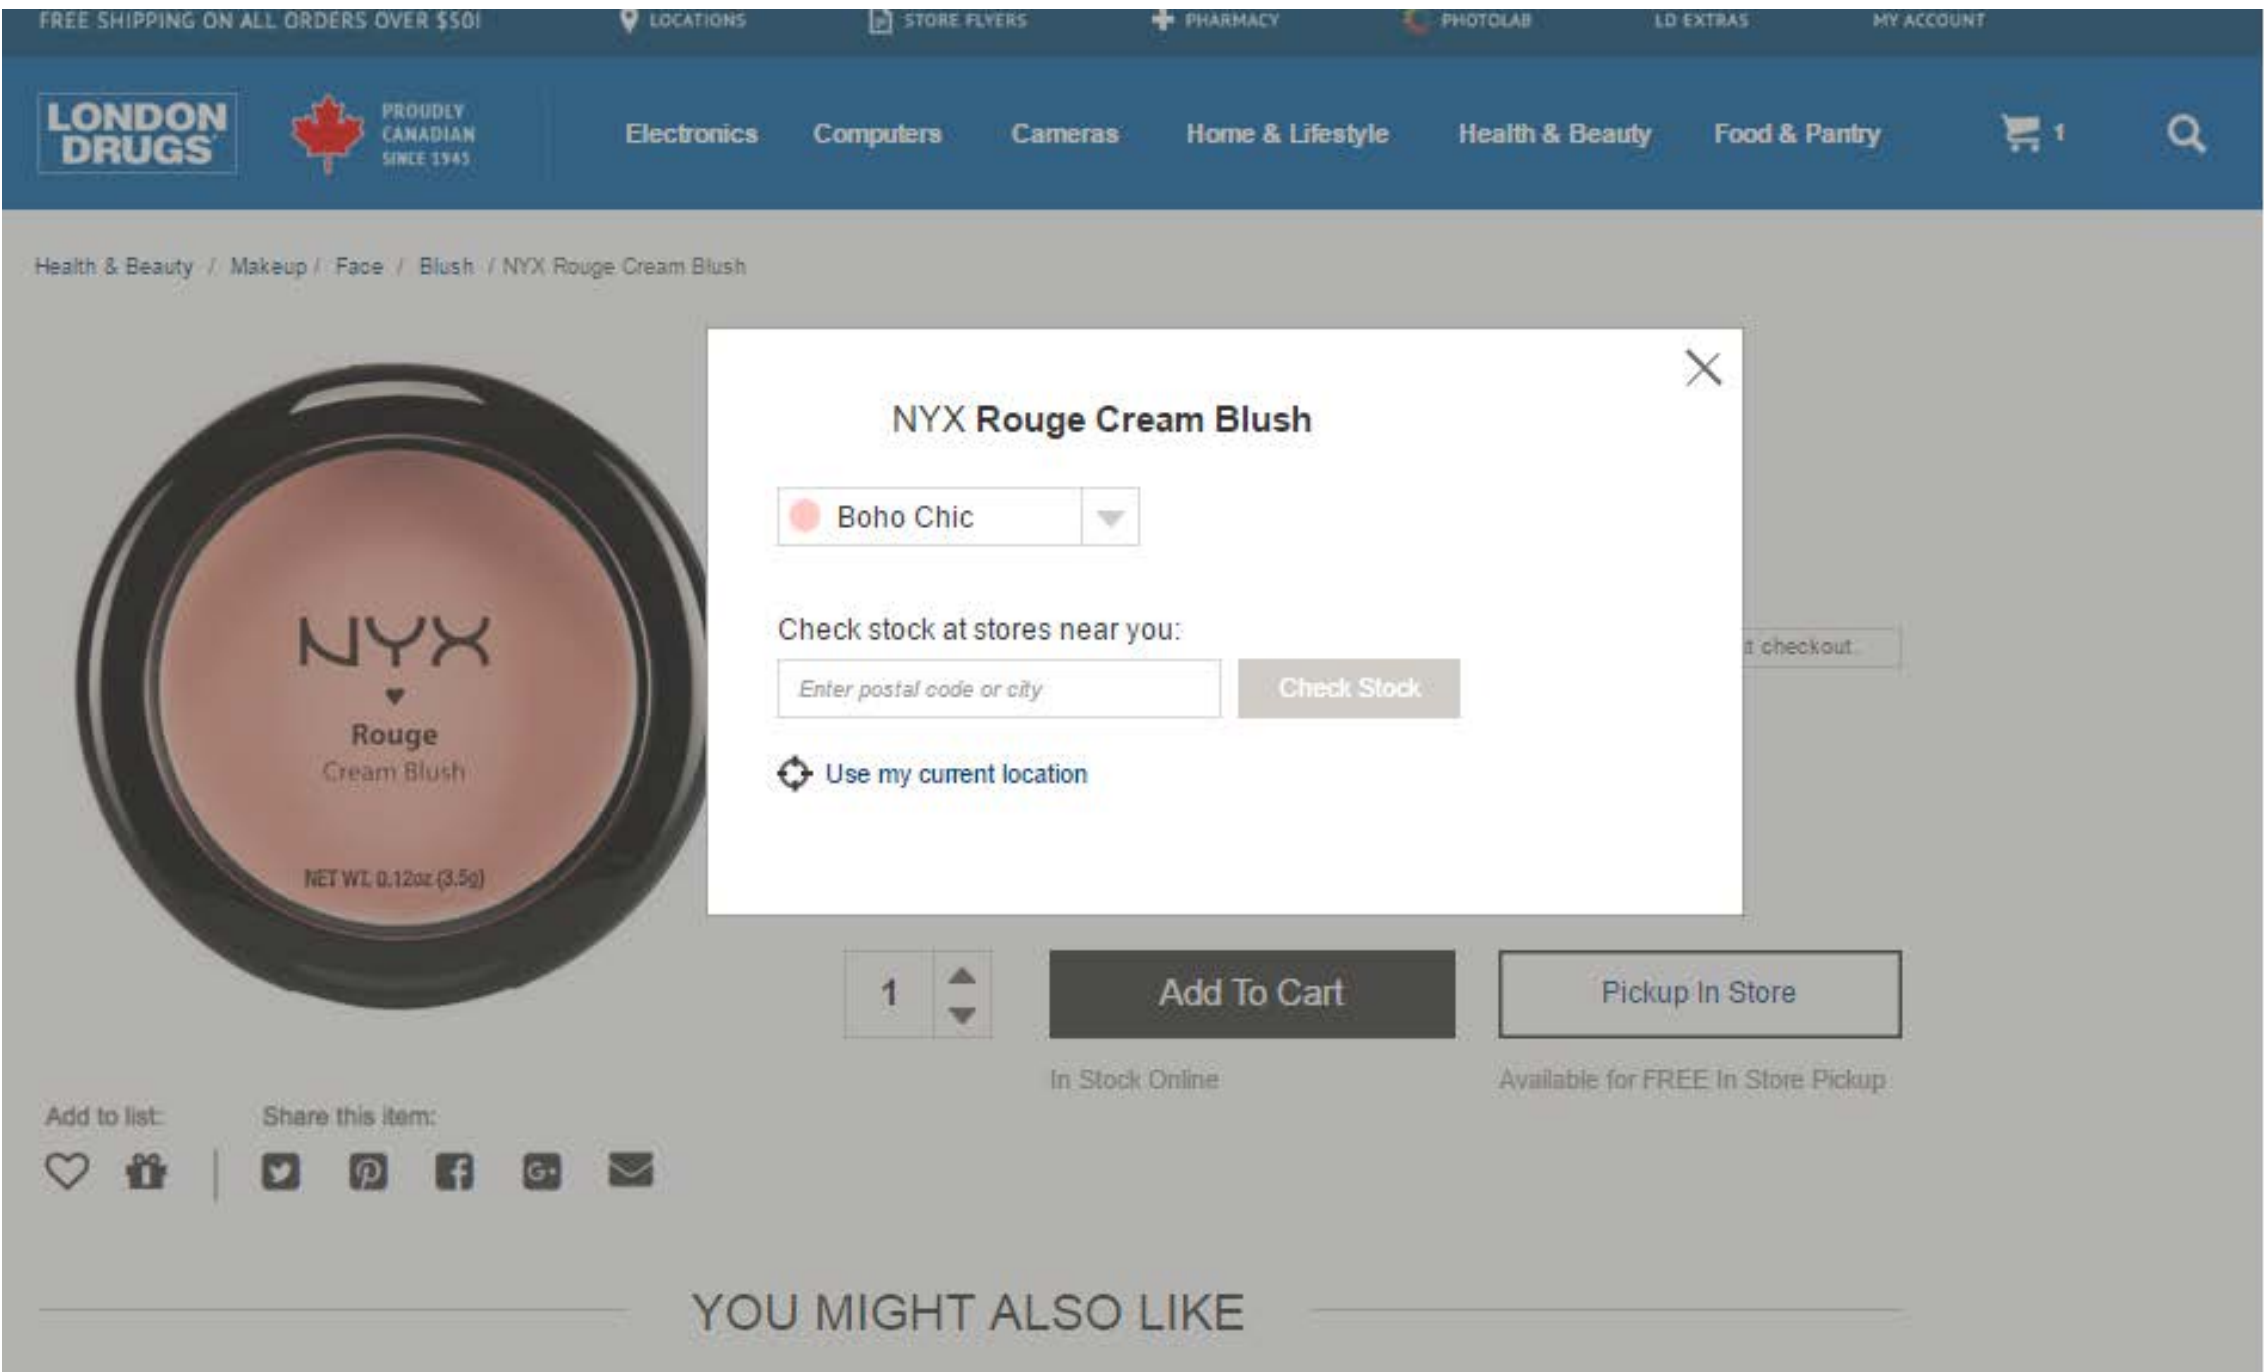 FREE SHIPPING ON ALL ORDERS OVER $50! LOCATIONS STORE FLYERS PHARMACY PHOTOLAB LD EXTRAS MY ACCOUNT
LONDON DRUGS
PROUDLY CANADIAN SINCE 1945
Electronics Computers Cameras Home & Lifestyle Health & Beauty Food & Pantry 1
Health & Beauty / Makeup / Face / Blush / NYX Rouge Cream Blush
NYX
Rouge
Cream Blush
NET WT. 0.12oz (3.5g)
NYX Rouge Cream Blush
Boho Chic
Check stock at stores near you:
Enter postal code or city Check Stock
Use my current location
t checkout.
1 Add To Cart Pickup In Store
In Stock Online Available for FREE In Store Pickup
Add to list: Share this item:
YOU MIGHT ALSO LIKE